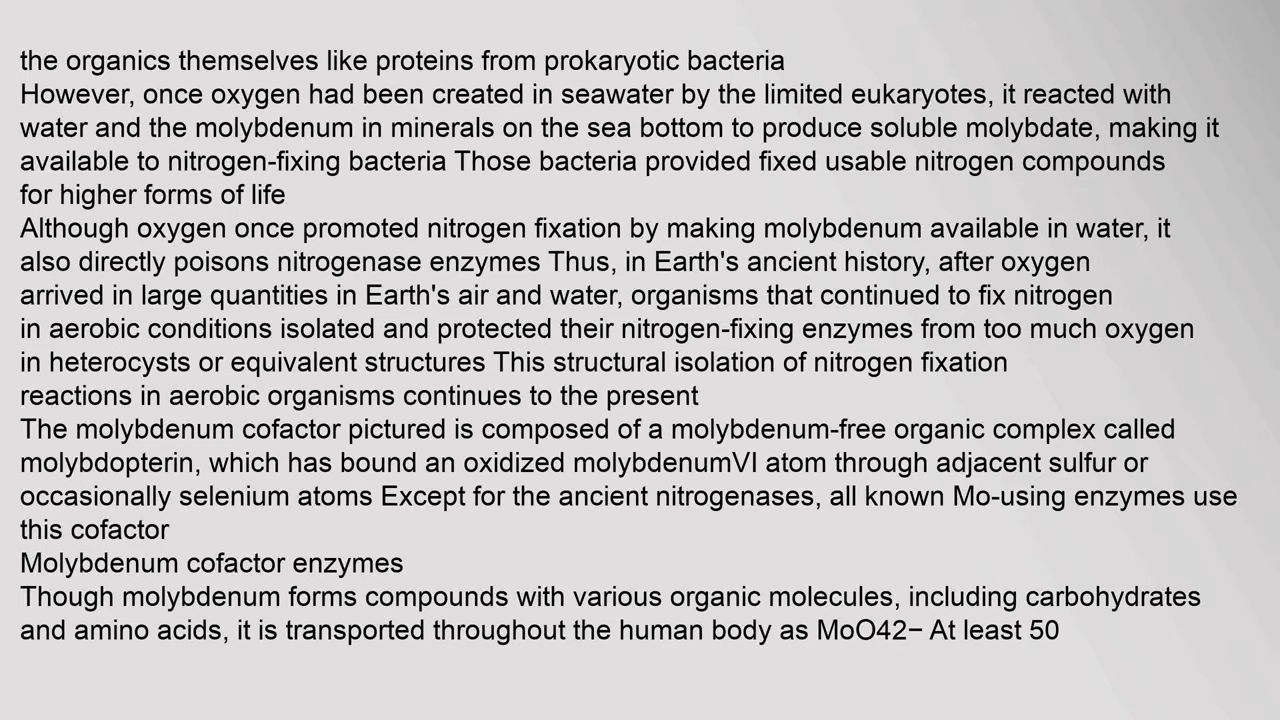 the organics themselves like proteins from prokaryotic bacteria
However, once oxygen had been created in seawater by the limited eukaryotes, it reacted with
water and the molybdenum in minerals on the sea bottom to produce soluble molybdate, making it
available to nitrogen-fixing bacteria Those bacteria provided fixed usable nitrogen compounds
for higher forms of life
Although oxygen once promoted nitrogen fixation by making molybdenum available in water, it
also directly poisons nitrogenase enzymes Thus, in Earth's ancient history, after oxygen
arrived in large quantities in Earth's air and water, organisms that continued to fix nitrogen
in aerobic conditions isolated and protected their nitrogen-fixing enzymes from too much oxygen
in heterocysts or equivalent structures This structural isolation of nitrogen fixation
reactions in aerobic organisms continues to the present
The molybdenum cofactor pictured is composed of a molybdenum-free organic complex called
molybdopterin, which has bound an oxidized molybdenumVI atom through adjacent sulfur or
occasionally selenium atoms Except for the ancient nitrogenases, all known Mo-using enzymes use
this cofactor
Molybdenum cofactor enzymes
Though molybdenum forms compounds with various organic molecules, including carbohydrates
and amino acids, it is transported throughout the human body as MoO42− At least 50